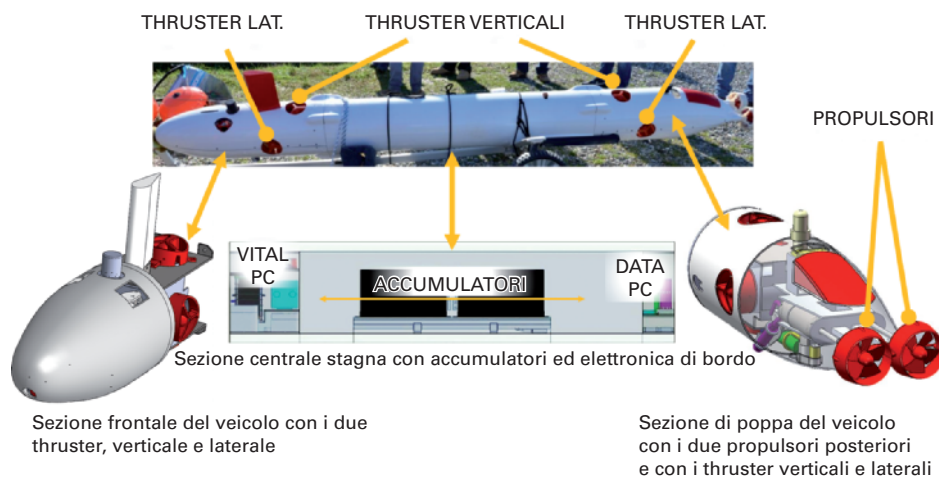 THRUSTER LAT.
THRUSTER VERTICALI
THRUSTER LAT.
PROPULSORI
VITAL
PC
ACCUMULATORI
DATA
PC
Sezione centrale stagna con accumulatori ed elettronica di bordo
Sezione frontale del veicolo con i due
thruster, verticale e laterale
Sezione di poppa del veicolo
con i due propulsori posteriori
e con i thruster verticali e laterali